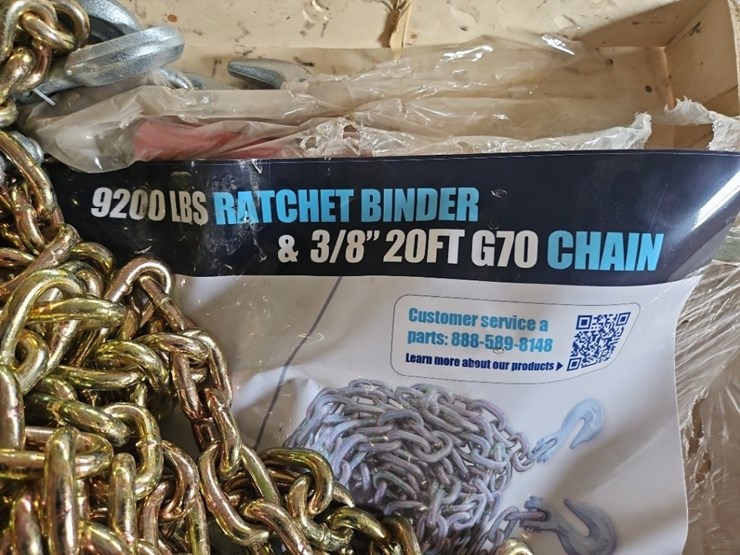 9200 LBS RATCHET BINDER
& 3/8” 20FT G70 CHAIN
Customer service a
parts: 888-589-8148
Learn more about our products